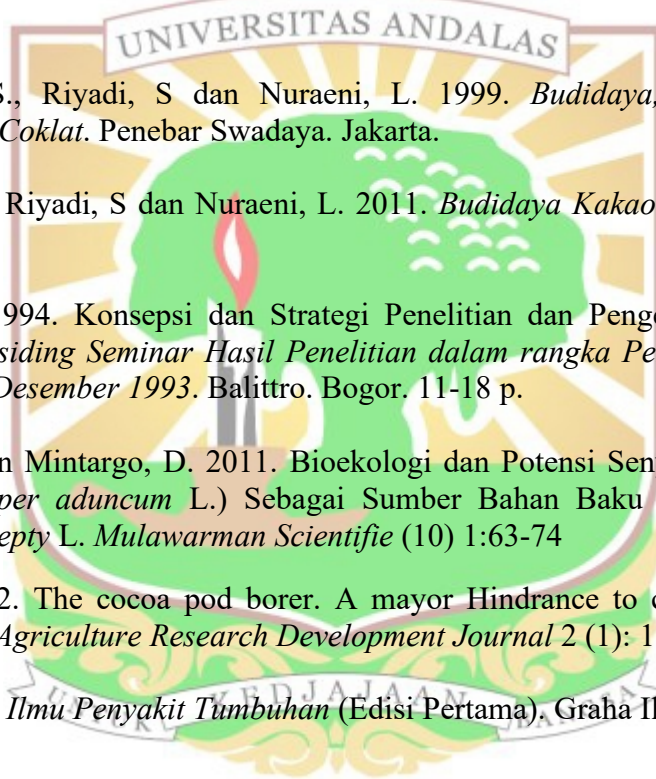 UNIVERSITAS ANDALAS
S., Riyadi, S dan Nuraeni, L. 1999. Budidaya,
Coklat. Penebar Swadaya. Jakarta.
Riyadi, S dan Nuraeni, L. 2011. Budidaya Kakao
994. Konsepsi dan Strategi Penelitian dan Penge
siding Seminar Hasil Penelitian dalam rangka Pe
Desember 1993. Balittro. Bogor. 11-18 p.
n Mintargo, D. 2011. Bioekologi dan Potensi Sen
per aduncum L.) Sebagai Sumber Bahan Baku
epty L. Mulawarman Scientifie (10) 1:63-74
2. The cocoa pod borer. A mayor Hindrance to
Agriculture Research Development Journal 2 (1): 1
Ilmu Penyakit Tumbuhan (Edisi Pertama). Graha Il
UNTUK KEDJAJAAN BANGSA